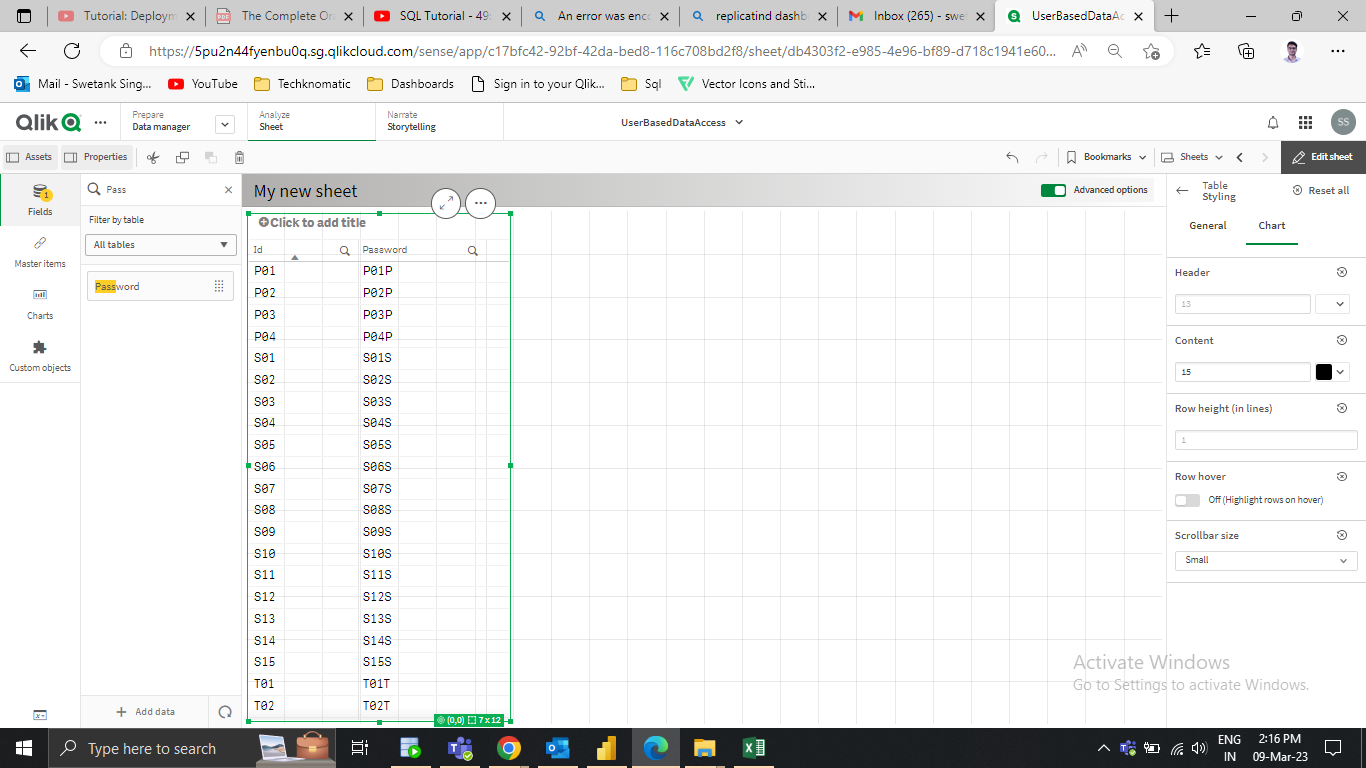 Tutorial: Deploym
The Complete Or
SQL Tutorial - 49
An error was enco
replicatind dashb
Inbox (265) - swe
UserBasedDataAc
https://5pu2n44fyenbu0q.sg.qlikcloud.com/sense/app/c17bfc42-92bf-42da-bed8-116c708bd2f8/sheet/db4303f2-e985-4e96-bf89-d718c1941e60...
Mail - Swetank Sing...
YouTube
Techknomatic
Dashboards
Sign in to your Qlik...
Sql
Vector Icons and Sti...
Qlik
Prepare
Data manager
Analyze
Sheet
Narrate
Storytelling
UserBasedDataAccess
SS
Assets
Properties
Bookmarks
Sheets
Edit sheet
Fields
1
Master items
Charts
Custom objects
Pass
Filter by table
All tables
Password
Add data
My new sheet
Advanced options
Click to add title
Id Password
P01 P01P
P02 P02P
P03 P03P
P04 P04P
S01 S01S
S02 S02S
S03 S03S
S04 S04S
S05 S05S
S06 S06S
S07 S07S
S08 S08S
S09 S09S
S10 S10S
S11 S11S
S12 S12S
S13 S13S
S14 S14S
S15 S15S
T01 T01T
T02 T02T
(0,0) 7 x 12
Table
Styling
Reset all
General
Chart
Header
13
Content
15
Row height (in lines)
1
Row hover
Off (Highlight rows on hover)
Scrollbar size
Small
Activate Windows
Go to Settings to activate Windows.
Type here to search
ENG
IN
2:16 PM
09-Mar-23